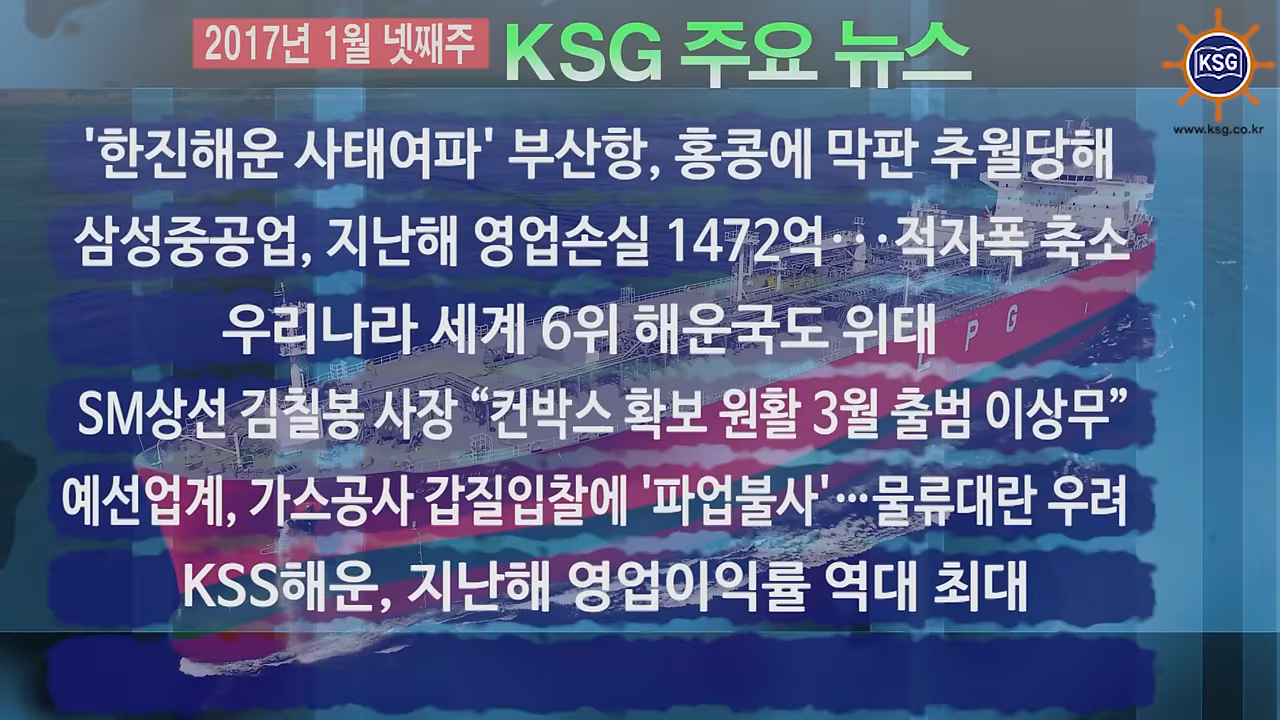 2017년 1월 넷째주 KSG 주요 뉴스
KSG
www.ksg.co.kr
'한진해운 사태여파' 부산항, 홍콩에 막판 추월당해
삼성중공업, 지난해 영업손실 1472억···적자폭 축소
우리나라 세계 6위 해운국도 위태
L P G
SM상선 김칠봉 사장 “컨박스 확보 원활 3월 출범 이상무”
예선업계, 가스공사 갑질입찰에 '파업불사'···물류대란 우려
KSS해운, 지난해 영업이익률 역대 최대